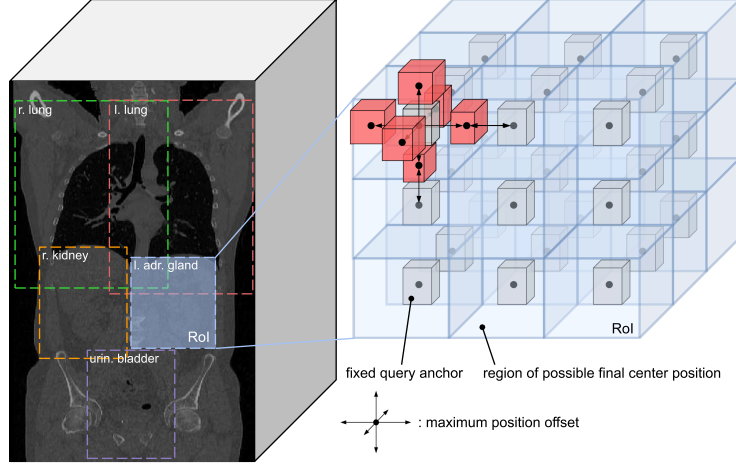 r. lung
l. lung
r. kidney
l. adr. gland
RoI
urin. bladder
RoI
fixed query anchor
region of possible final center position
: maximum position offset